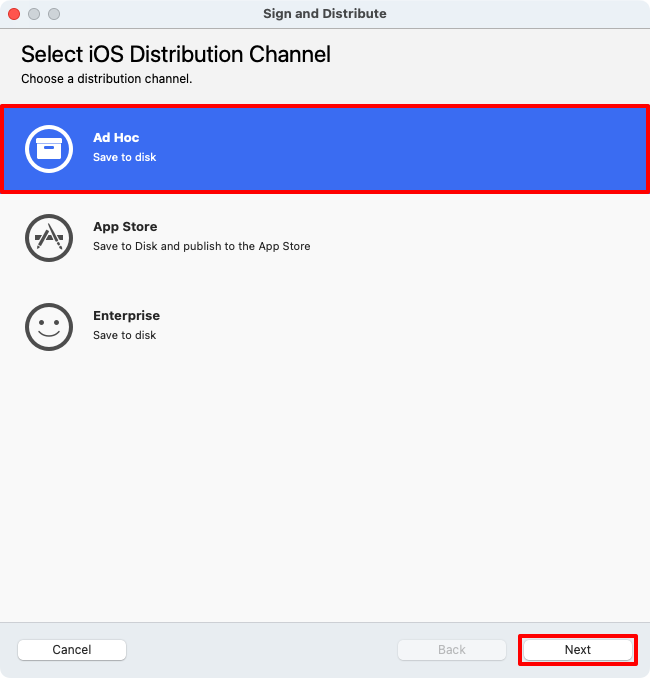 Sign and Distribute
Select iOS Distribution Channel
Choose a distribution channel.
Ad Hoc
Save to disk
App Store
Save to Disk and publish to the App Store
Enterprise
Save to disk
Cancel
Back
Next